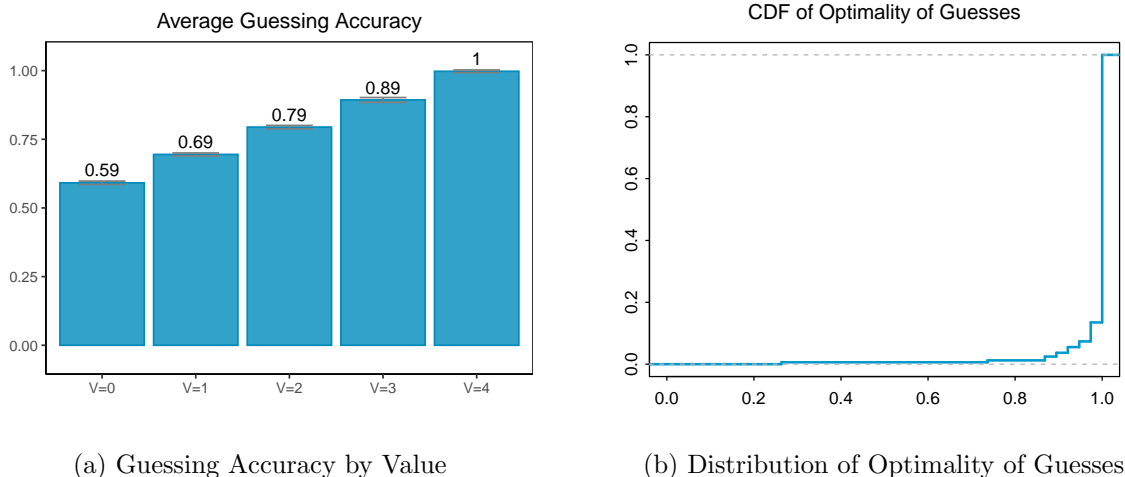 Average Guessing Accuracy
1.00
0.75
0.50
0.25
0.00
0.59
0.69
0.79
0.89
1
V=0 V=1 V=2 V=3 V=4
(a) Guessing Accuracy by Value
CDF of Optimality of Guesses
1.0
0.8
0.6
0.4
0.2
0.0
0.0 0.2 0.4 0.6 0.8 1.0
(b) Distribution of Optimality of Guesses